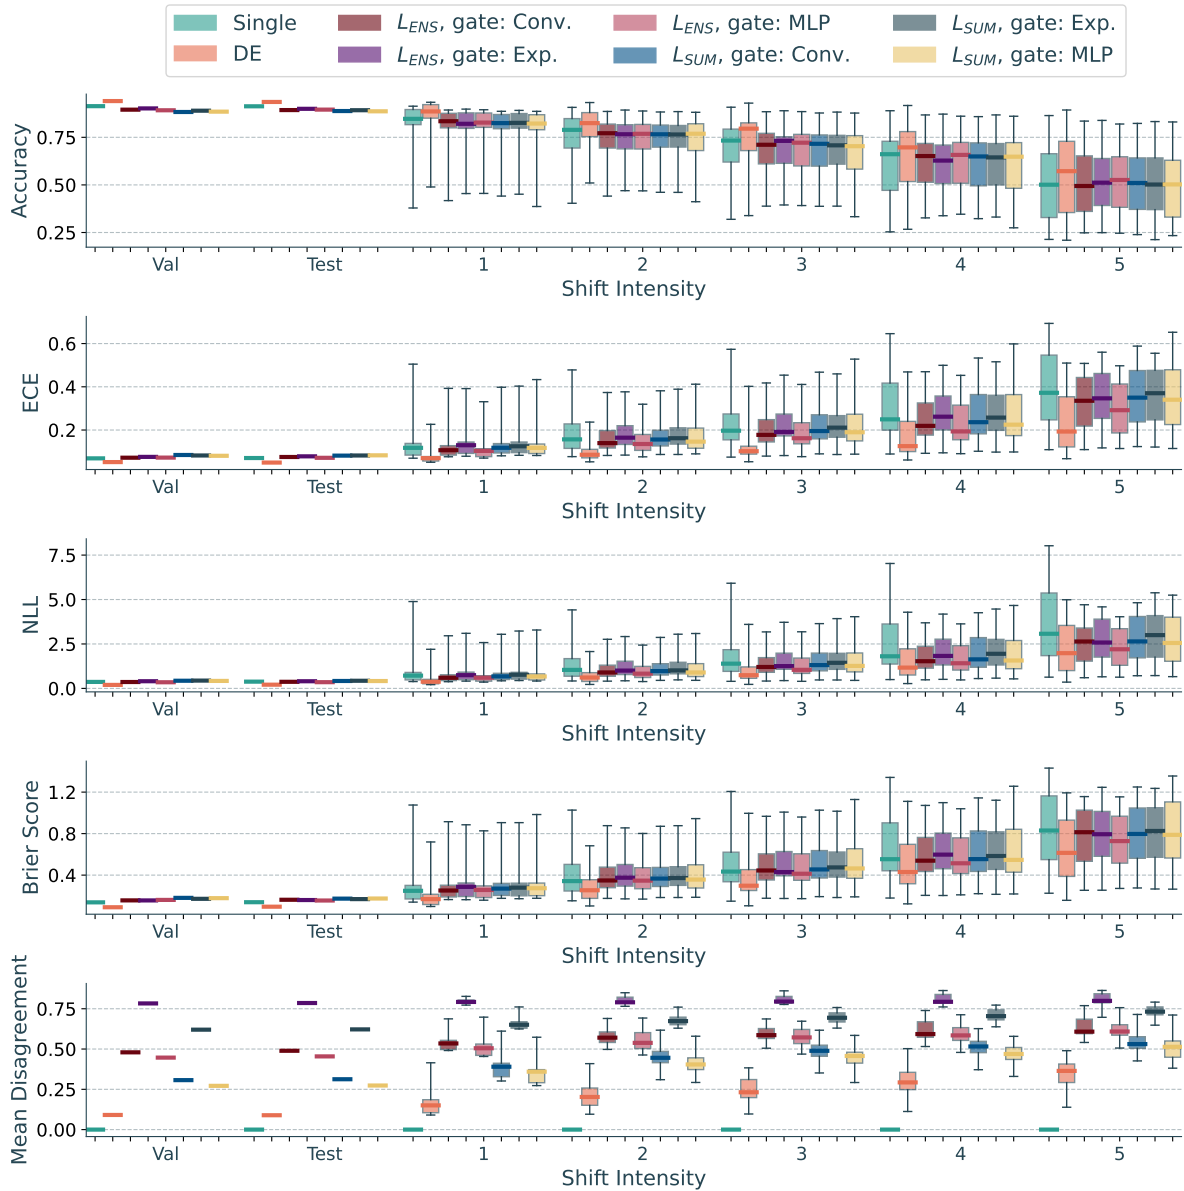 Single
DE
L_ENS, gate: Conv.
L_ENS, gate: Exp.
L_ENS, gate: MLP
L_SUM, gate: Conv.
L_SUM, gate: Exp.
L_SUM, gate: MLP
Accuracy
0.75
0.50
0.25
Val Test 1 2 3 4 5
Shift Intensity
ECE
0.6
0.4
0.2
Val Test 1 2 3 4 5
Shift Intensity
NLL
7.5
5.0
2.5
0.0
Val Test 1 2 3 4 5
Shift Intensity
Brier Score
1.2
0.8
0.4
Val Test 1 2 3 4 5
Shift Intensity
Mean Disagreement
0.75
0.50
0.25
0.00
Val Test 1 2 3 4 5
Shift Intensity